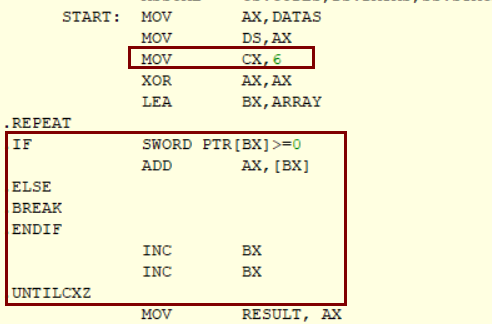 START: MOV AX,DATAS
MOV DS,AX
MOV CX,6
XOR AX,AX
LEA BX,ARRAY
.REPEAT
IF SWORD PTR[BX]>=0
ADD AX,[BX]
ELSE
BREAK
ENDIF
INC BX
INC BX
UNTILCXZ
MOV RESULT, AX